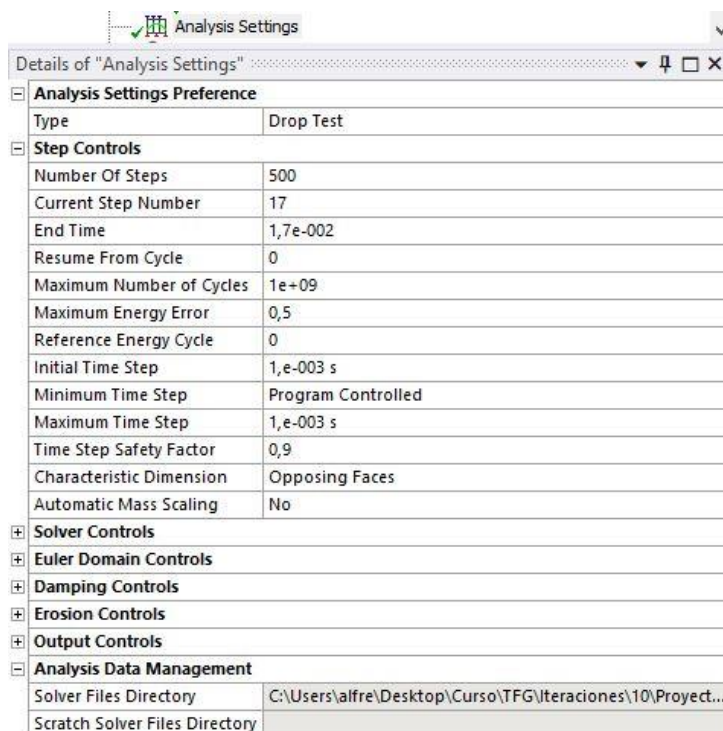 Analysis Settings
Details of "Analysis Settings"
Analysis Settings Preference
Type Drop Test
Step Controls
Number Of Steps 500
Current Step Number 17
End Time 1,7e-002
Resume From Cycle 0
Maximum Number of Cycles 1e+09
Maximum Energy Error 0,5
Reference Energy Cycle 0
Initial Time Step 1,e-003 s
Minimum Time Step Program Controlled
Maximum Time Step 1,e-003 s
Time Step Safety Factor 0,9
Characteristic Dimension Opposing Faces
Automatic Mass Scaling No
Solver Controls
Euler Domain Controls
Damping Controls
Erosion Controls
Output Controls
Analysis Data Management
Solver Files Directory C:\Users\alfre\Desktop\Curso\TFG\Iteraciones\10\Proyect...
Scratch Solver Files Directory